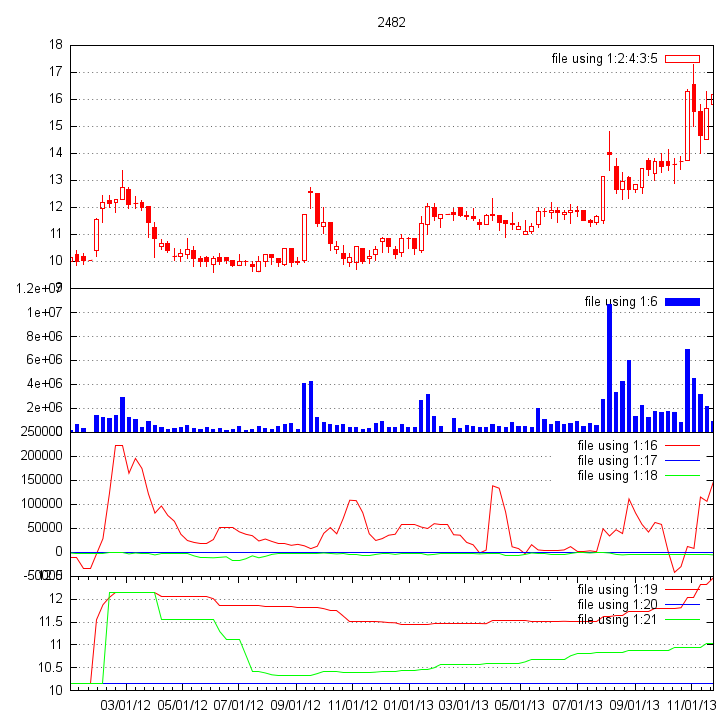 2482
18
file using 1:2:4:3:5
17
16
15
14
13
12
11
10
9
1.2e+07
file using 1:6
1e+07
8e+06
6e+06
4e+06
2e+06
250000
file using 1:16
200000
file using 1:17
file using 1:18
150000
100000
50000
0
file using 1:19
12
file using 1:20
11.5
file using 1:21
11
10.5
10
03/01/12 05/01/12 07/01/12 09/01/12 11/01/12 01/01/13 03/01/13 05/01/13 07/01/13 09/01/13 11/01/13